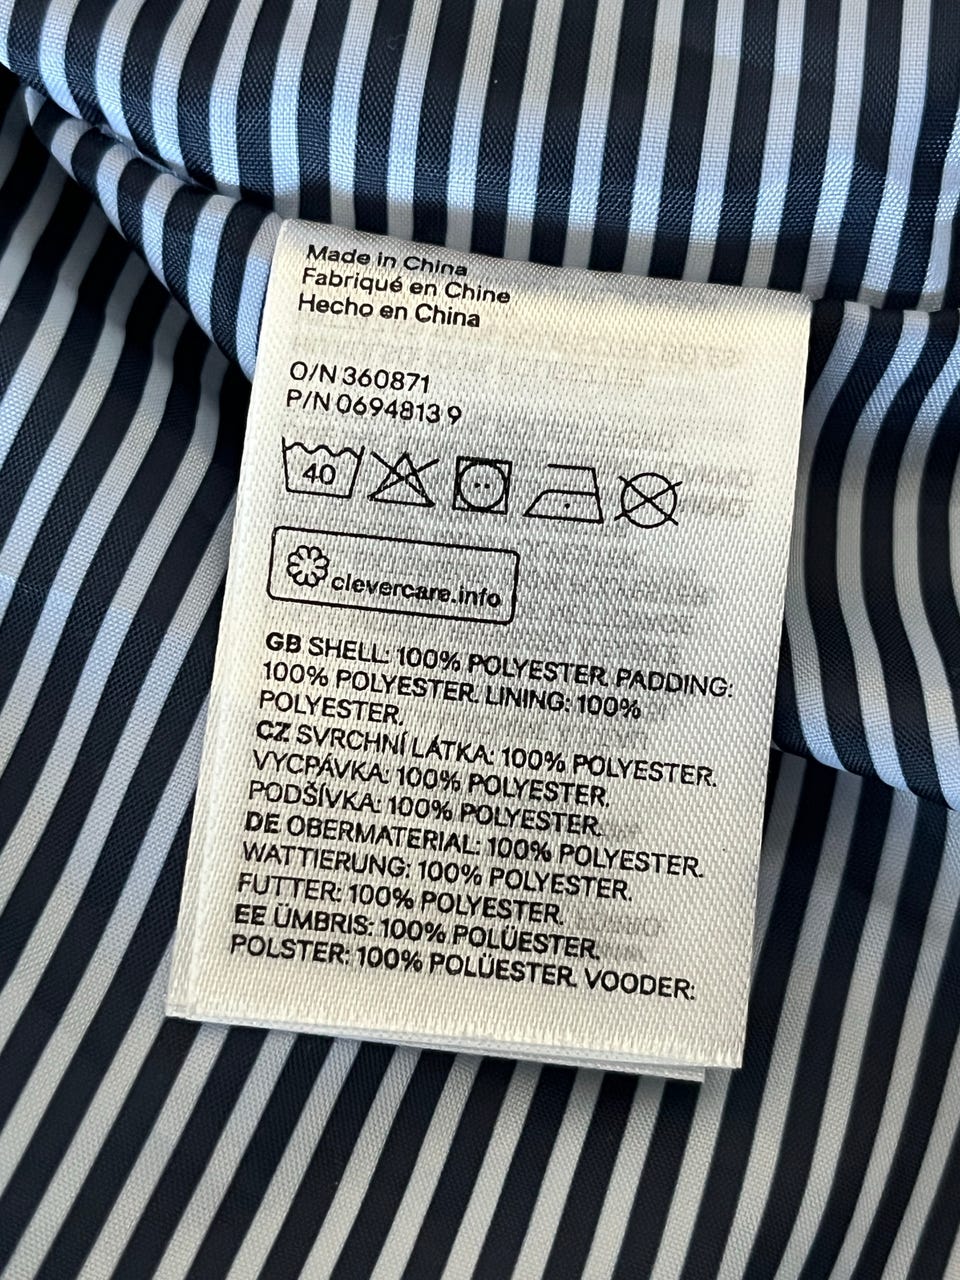 Made in China
Fabriqué en Chine
Hecho en China
O/N 360871
P/N 0694813 9
40
clevercare.info
GB SHELL: 100% POLYESTER. PADDING:
100% POLYESTER. LINING: 100%
POLYESTER.
CZ SVRCHNÍ LÁTKA: 100% POLYESTER.
VYCPÁVKA: 100% POLYESTER.
PODŠÍVKA: 100% POLYESTER.
DE OBERMATERIAL: 100% POLYESTER.
WATTIERUNG: 100% POLYESTER.
FUTTER: 100% POLYESTER.
EE ÜMBRIS: 100% POLÜESTER.
POLSTER: 100% POLÜESTER. VOODER: